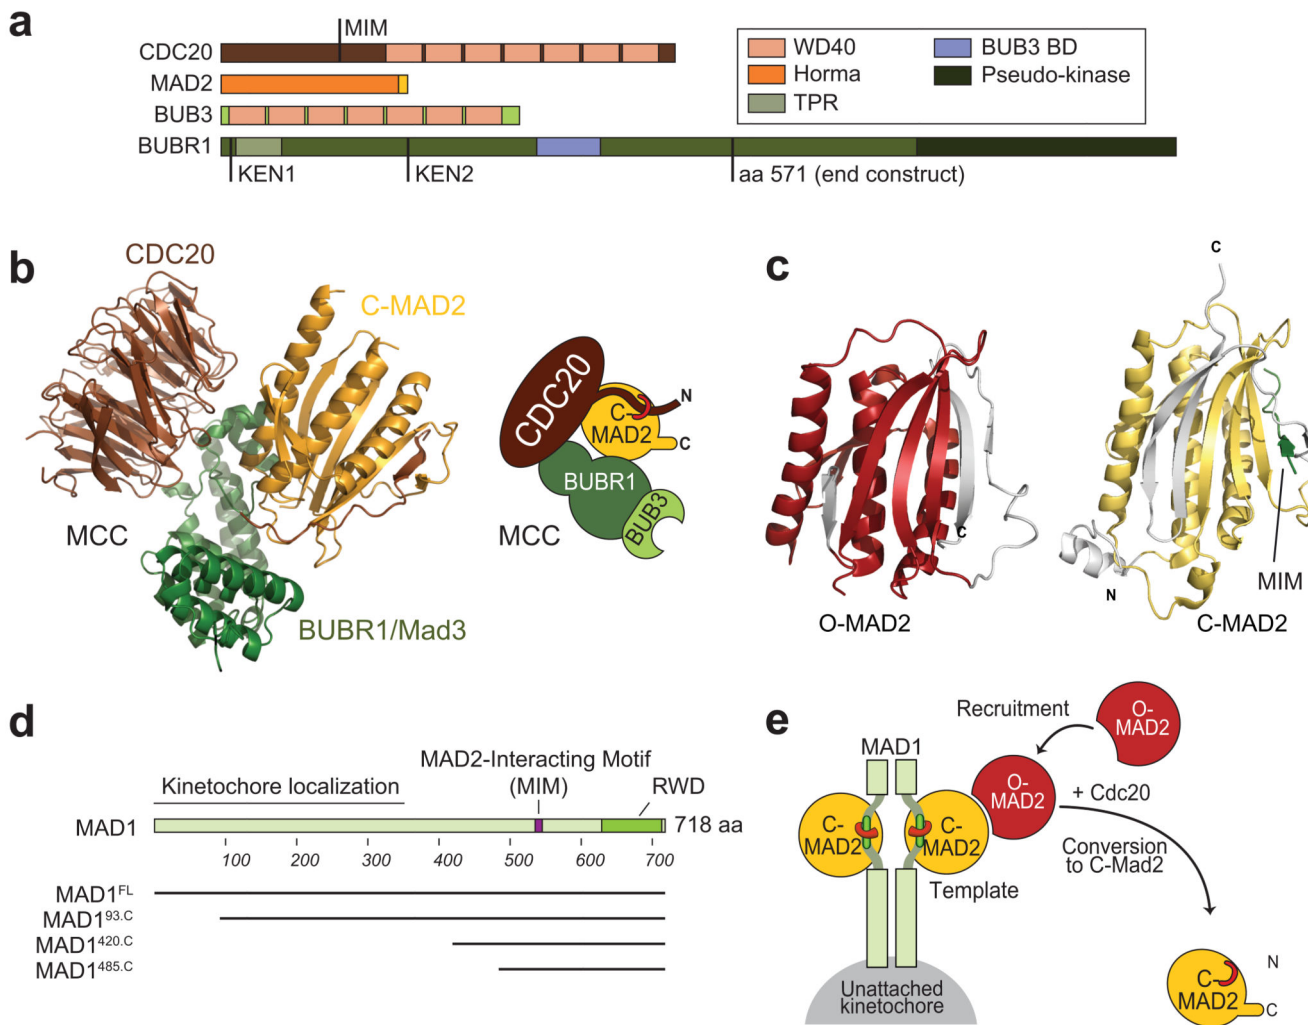 a
MIM
CDC20
MAD2
BUB3
BUBR1
KEN1
KEN2
aa 571 (end construct)
WD40
Horma
TPR
BUB3 BD
Pseudo-kinase
b
CDC20
C-MAD2
MCC
BUBR1/Mad3
CDC20
C-
MAD2
N
C
BUBR1
BUB3
MCC
c
C
O-MAD2
C
N
MIM
C-MAD2
d
Kinetochore localization
MAD2-Interacting Motif
(MIM)
RWD
MAD1
718 aa
100 200 300 400 500 600 700
MAD1FL
MAD193.C
MAD1420.C
MAD1485.C
e
Recruitment
O-
MAD2
MAD1
O-
MAD2
+ Cdc20
C-
MAD2
C-
MAD2
Conversion
to C-Mad2
Template
Unattached
kinetochore
C-
MAD2
N
C